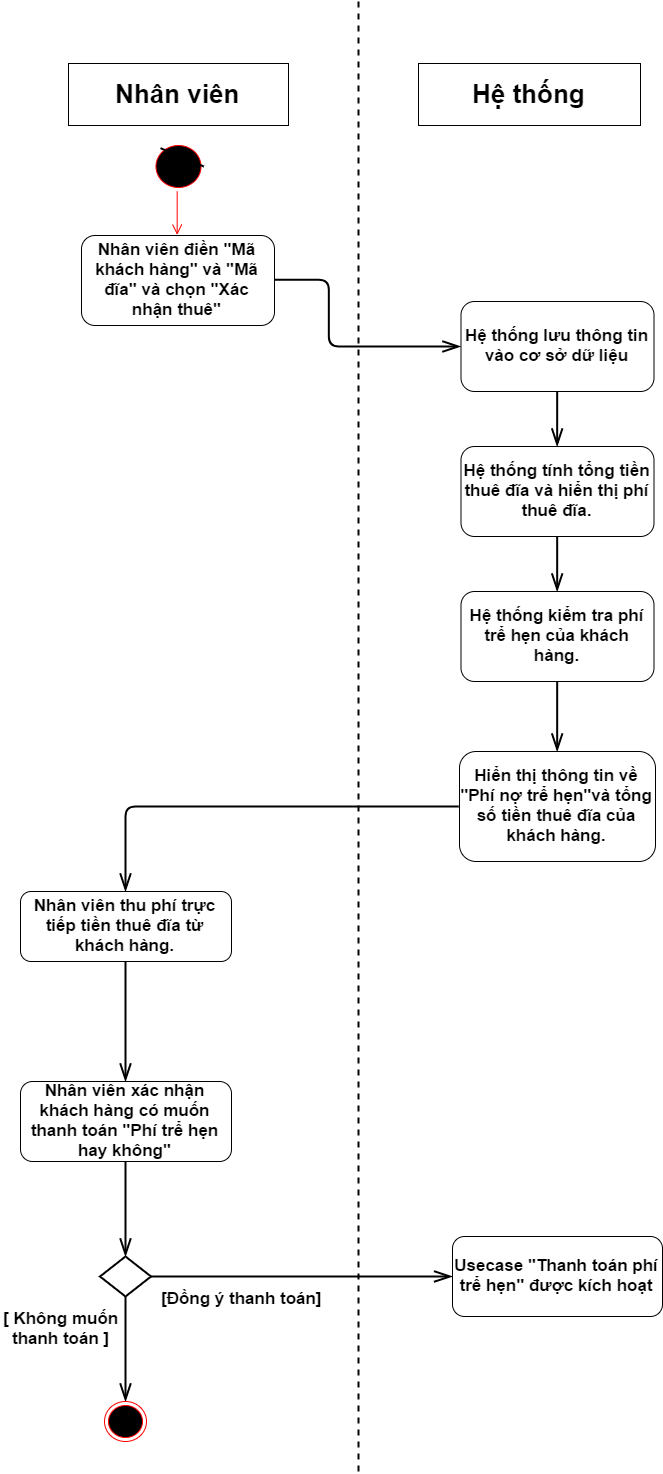 Nhân viên
Hệ thống
Nhân viên điền "Mã
khách hàng" và "Mã
đĩa" và chọn "Xác
nhận thuê"
Hệ thống lưu thông tin
vào cơ sở dữ liệu
Hệ thống tính tổng tiền
thuê đĩa và hiển thị phí
thuê đĩa.
Hệ thống kiểm tra phí
trể hẹn của khách
hàng.
Hiển thị thông tin về
"Phí nợ trể hẹn"và tổng
số tiền thuê đĩa của
khách hàng.
Nhân viên thu phí trực
tiếp tiền thuê đĩa từ
khách hàng.
Nhân viên xác nhận
khách hàng có muốn
thanh toán "Phí trể hẹn
hay không"
Usecase "Thanh toán phí
trể hẹn" được kích hoạt
[Đồng ý thanh toán]
[ Không muốn
thanh toán ]